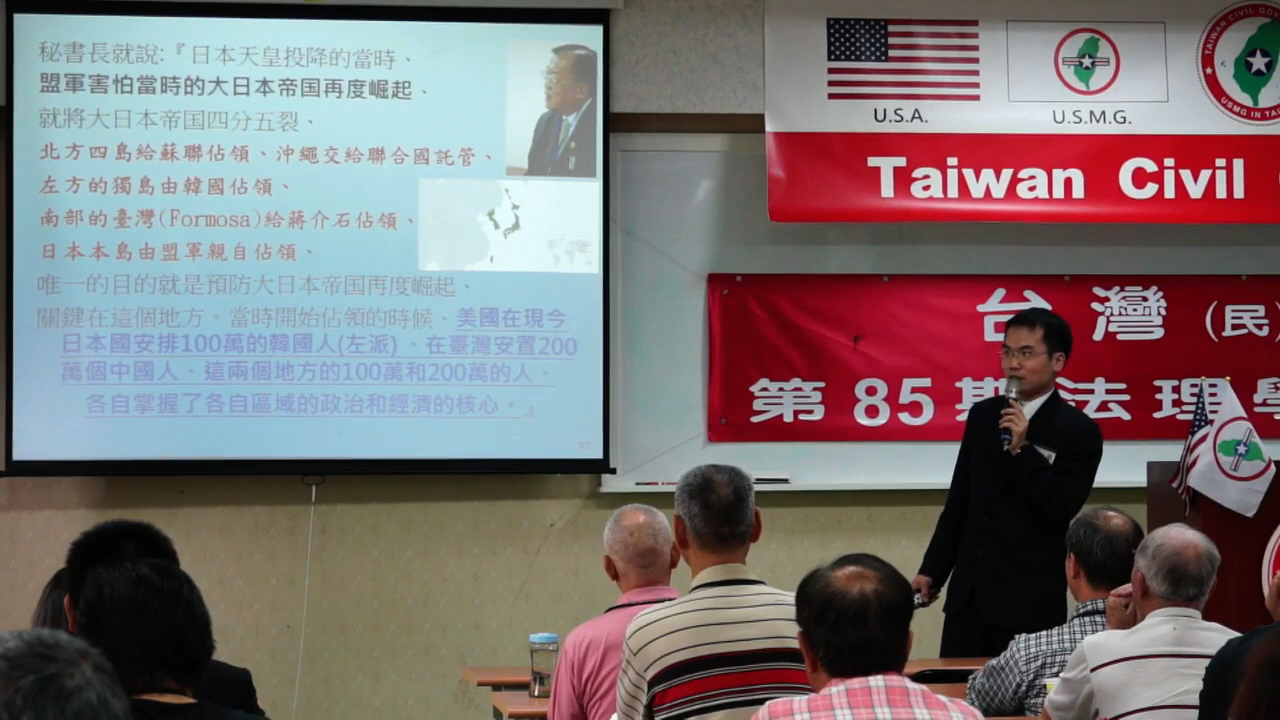 秘書長就說:『日本天皇投降的當時、
盟軍害怕當時的大日本帝国再度崛起、
就將大日本帝国四分五裂、
北方四島給蘇聯佔領、沖繩交給聯合國託管、
左方的獨島由韓國佔領、
南部的臺灣(Formosa)給蔣介石佔領、
日本本島由盟軍親自佔領、
唯一的目的就是預防大日本帝国再度崛起、
關鍵在這個地方。當時開始佔領的時候、美國在現今
日本國安排100萬的韓國人(左派)、在臺灣安置200
萬個中國人、這兩個地方的100萬和200萬的人、
各自掌握了各自區域的政治和經濟的核心。』
U.S.A.
U.S.M.G.
TAIWAN CIVIL
USMG IN TAI
Taiwan Civil
台灣(民
第85期法理學